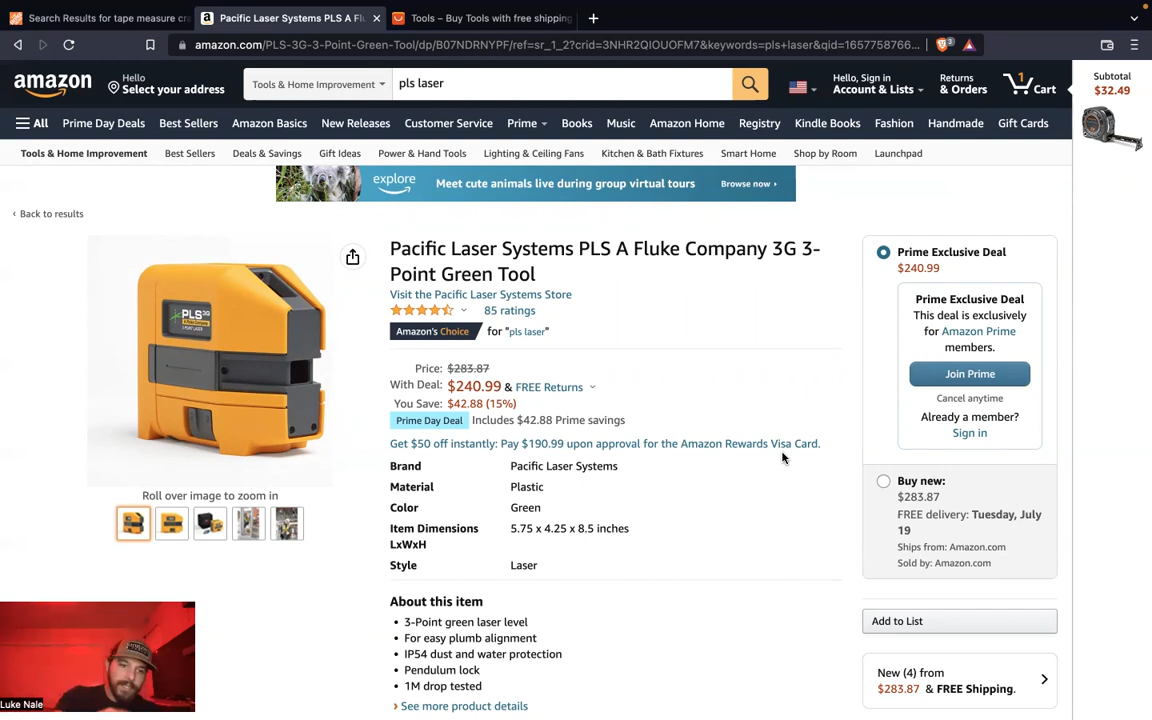 Search Results for tape measure cra
Pacific Laser Systems PLS A Flu
Tools – Buy Tools with free shipping
amazon.com/PLS-3G-3-Point-Green-Tool/dp/B07NDRNYPF/ref=sr_1_2?crid=3NHR2QIOUOFM7&keywords=pls+laser&qid=1657758766...
3
amazon
Hello
Select your address
Tools & Home Improvement
pls laser
Hello, Sign in
Account & Lists
Returns
& Orders
1
Cart
Subtotal
$32.49
All
Prime Day Deals
Best Sellers
Amazon Basics
New Releases
Customer Service
Prime
Books
Music
Amazon Home
Registry
Kindle Books
Fashion
Handmade
Gift Cards
Tools & Home Improvement
Best Sellers
Deals & Savings
Gift Ideas
Power & Hand Tools
Lighting & Ceiling Fans
Kitchen & Bath Fixtures
Smart Home
Shop by Room
Launchpad
explore
Meet cute animals live during group virtual tours
Browse now ›
‹ Back to results
PLS 3G
Roll over image to zoom in
Pacific Laser Systems PLS A Fluke Company 3G 3-
Point Green Tool
Visit the Pacific Laser Systems Store
85 ratings
Amazon's Choice for "pls laser"
Price: $283.87
With Deal: $240.99 & FREE Returns
You Save: $42.88 (15%)
Prime Day Deal Includes $42.88 Prime savings
Get $50 off instantly: Pay $190.99 upon approval for the Amazon Rewards Visa Card.
Brand Pacific Laser Systems
Material Plastic
Color Green
Item Dimensions 5.75 x 4.25 x 8.5 inches
LxWxH
Style Laser
About this item
• 3-Point green laser level
• For easy plumb alignment
• IP54 dust and water protection
• Pendulum lock
• 1M drop tested
› See more product details
Prime Exclusive Deal
$240.99
Prime Exclusive Deal
This deal is exclusively
for Amazon Prime
members.
Join Prime
Cancel anytime
Already a member?
Sign in
Buy new:
$283.87
FREE delivery: Tuesday, July
19
Ships from: Amazon.com
Sold by: Amazon.com
Add to List
New (4) from
$283.87 & FREE Shipping.
Luke Nale